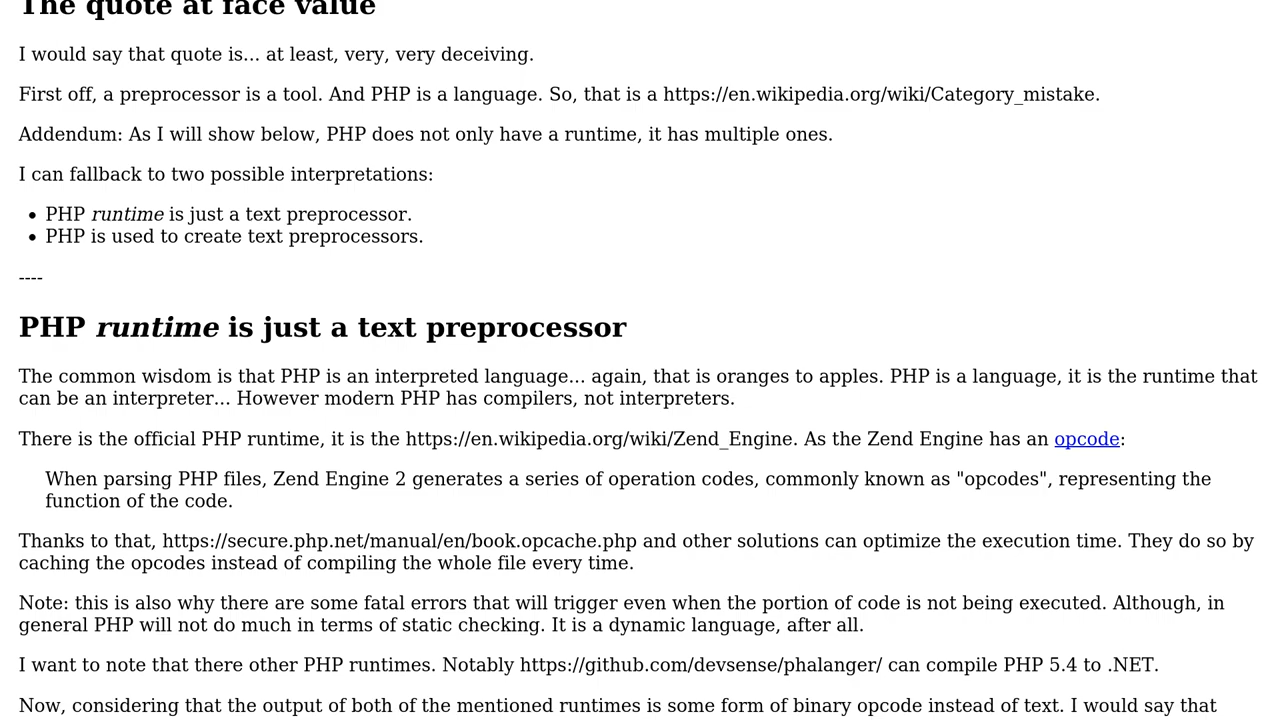 The quote at face value
I would say that quote is... at least, very, very deceiving.
First off, a preprocessor is a tool. And PHP is a language. So, that is a https://en.wikipedia.org/wiki/Category_mistake.
Addendum: As I will show below, PHP does not only have a runtime, it has multiple ones.
I can fallback to two possible interpretations:
• PHP runtime is just a text preprocessor.
• PHP is used to create text preprocessors.
----
PHP runtime is just a text preprocessor
The common wisdom is that PHP is an interpreted language... again, that is oranges to apples. PHP is a language, it is the runtime that
can be an interpreter... However modern PHP has compilers, not interpreters.
There is the official PHP runtime, it is the https://en.wikipedia.org/wiki/Zend_Engine. As the Zend Engine has an opcode:
When parsing PHP files, Zend Engine 2 generates a series of operation codes, commonly known as "opcodes", representing the
function of the code.
Thanks to that, https://secure.php.net/manual/en/book.opcache.php and other solutions can optimize the execution time. They do so by
caching the opcodes instead of compiling the whole file every time.
Note: this is also why there are some fatal errors that will trigger even when the portion of code is not being executed. Although, in
general PHP will not do much in terms of static checking. It is a dynamic language, after all.
I want to note that there other PHP runtimes. Notably https://github.com/devsense/phalanger/ can compile PHP 5.4 to .NET.
Now, considering that the output of both of the mentioned runtimes is some form of binary opcode instead of text. I would say that